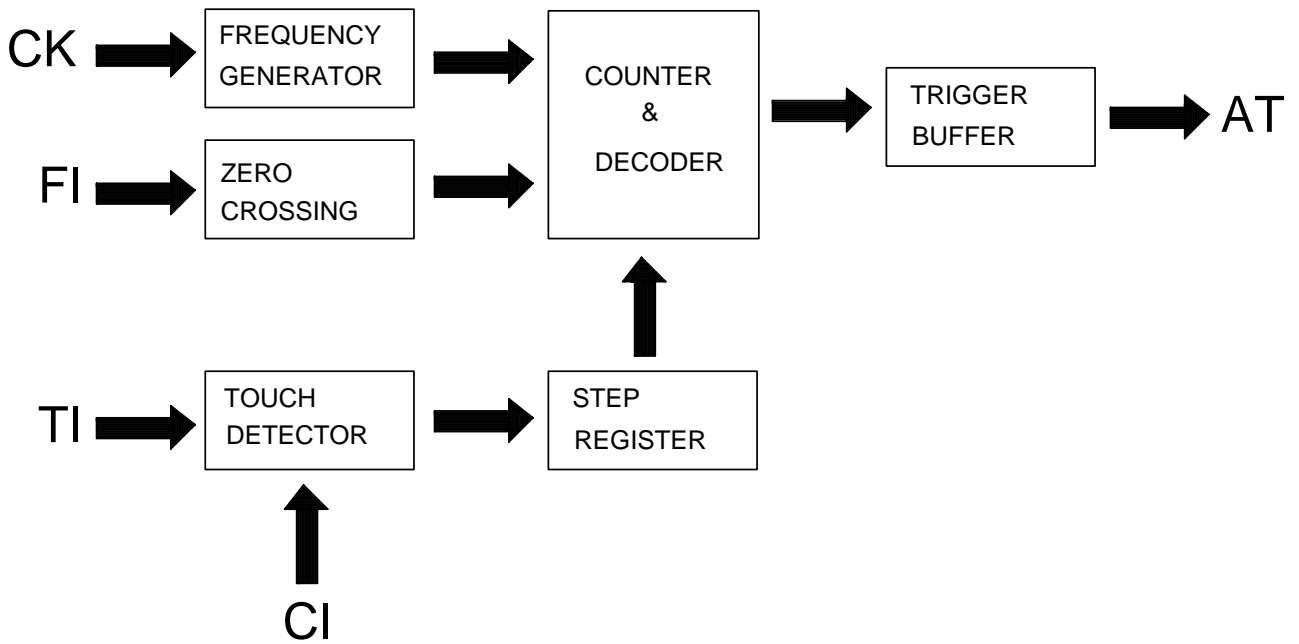 CK
FREQUENCY
GENERATOR
COUNTER
&
DECODER
TRIGGER
BUFFER
AT
FI
ZERO
CROSSING
TI
TOUCH
DETECTOR
STEP
REGISTER
CI